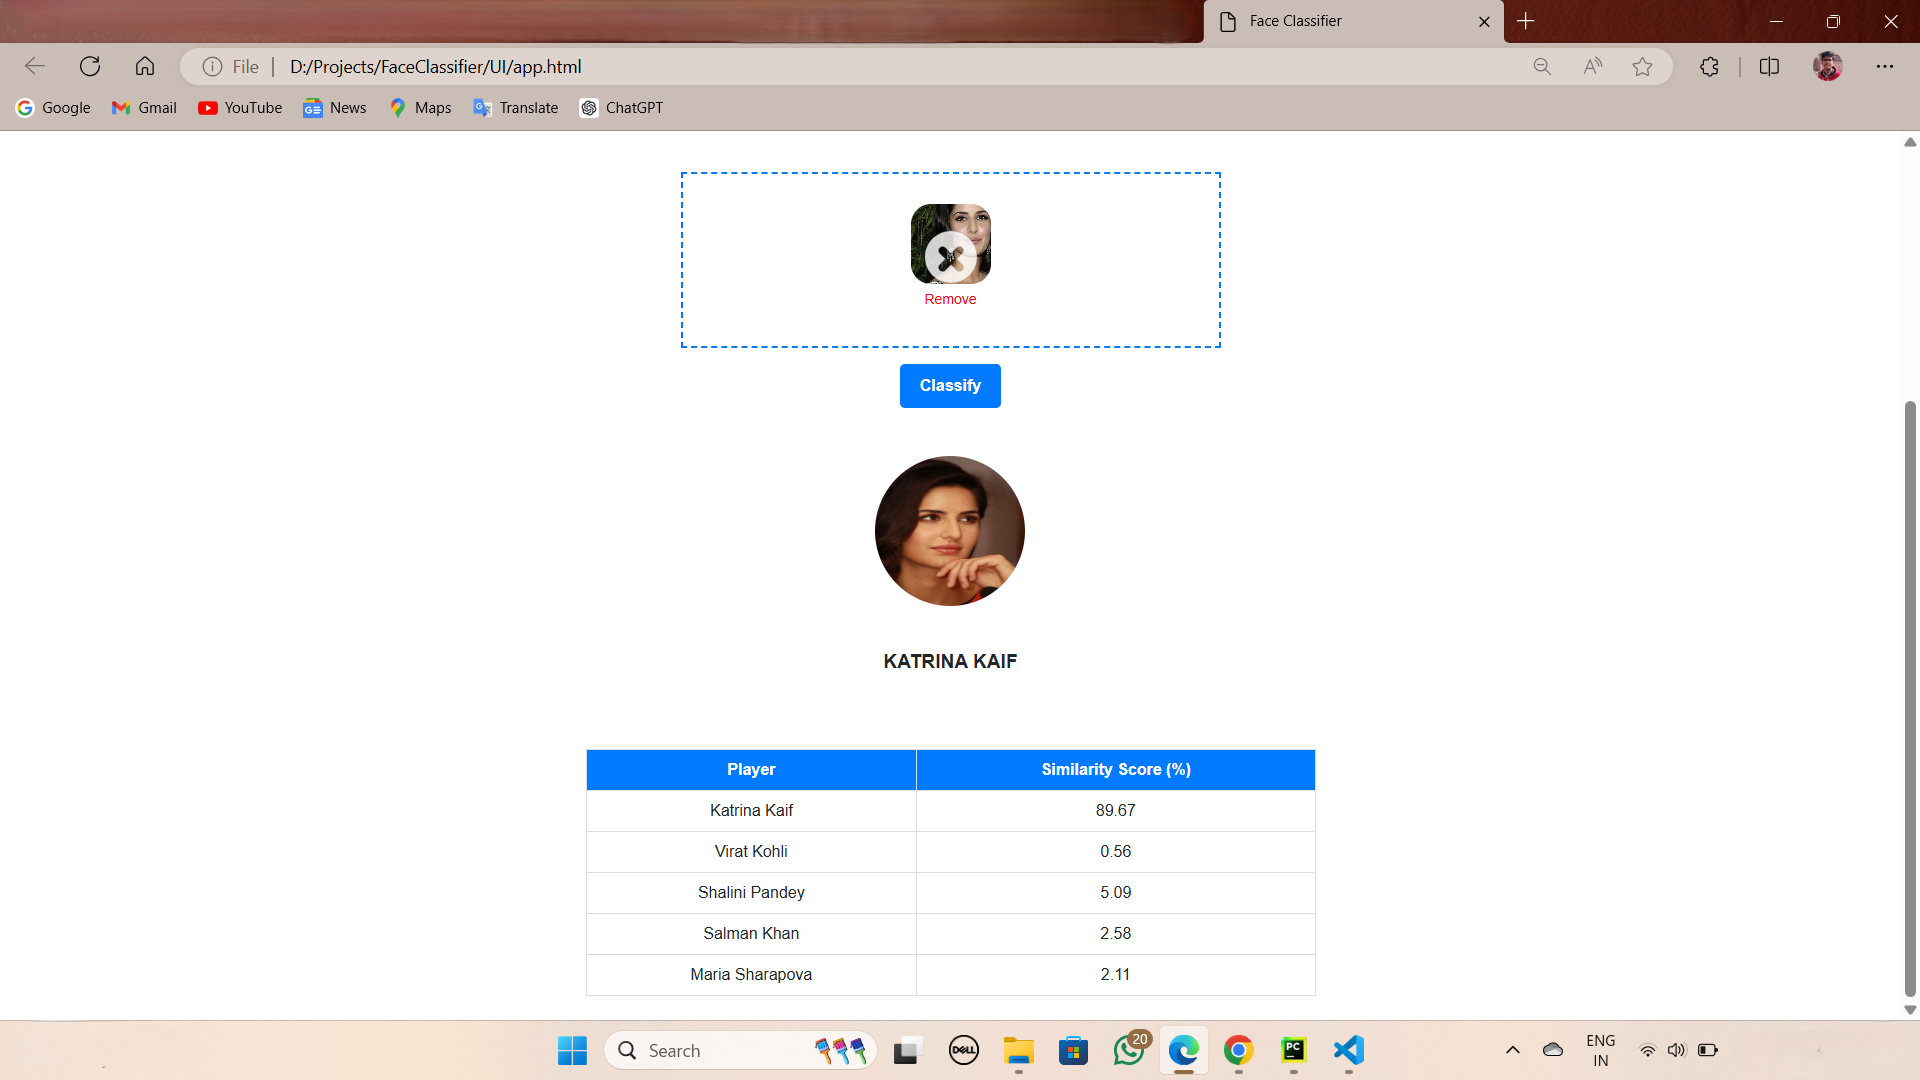 Face Classifier
File D:/Projects/FaceClassifier/UI/app.html
Google Gmail YouTube News Maps Translate ChatGPT
Remove
Classify
KATRINA KAIF
Player Similarity Score (%)
Katrina Kaif 89.67
Virat Kohli 0.56
Shalini Pandey 5.09
Salman Khan 2.58
Maria Sharapova 2.11
Search DELL 20 PC ENG
IN